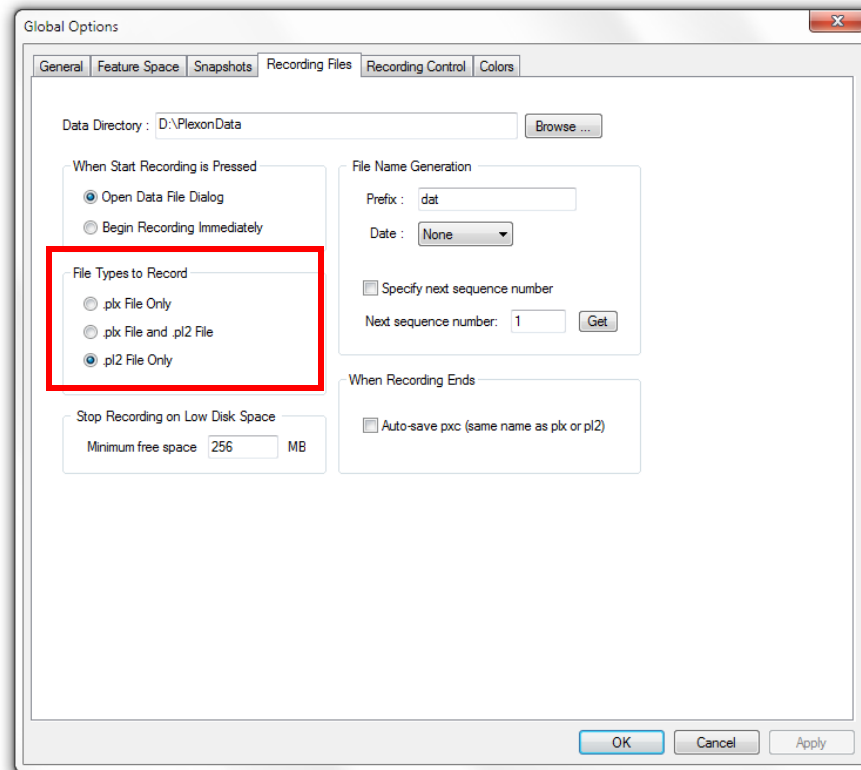 Global Options
General Feature Space Snapshots Recording Files Recording Control Colors
Data Directory : D:\PlexonData Browse ...
When Start Recording is Pressed
Open Data File Dialog
Begin Recording Immediately
File Types to Record
.plx File Only
.plx File and .pl2 File
.pl2 File Only
Stop Recording on Low Disk Space
Minimum free space 256 MB
File Name Generation
Prefix : dat
Date : None
Specify next sequence number
Next sequence number: 1 Get
When Recording Ends
Auto-save pxc (same name as plx or pl2)
OK Cancel Apply